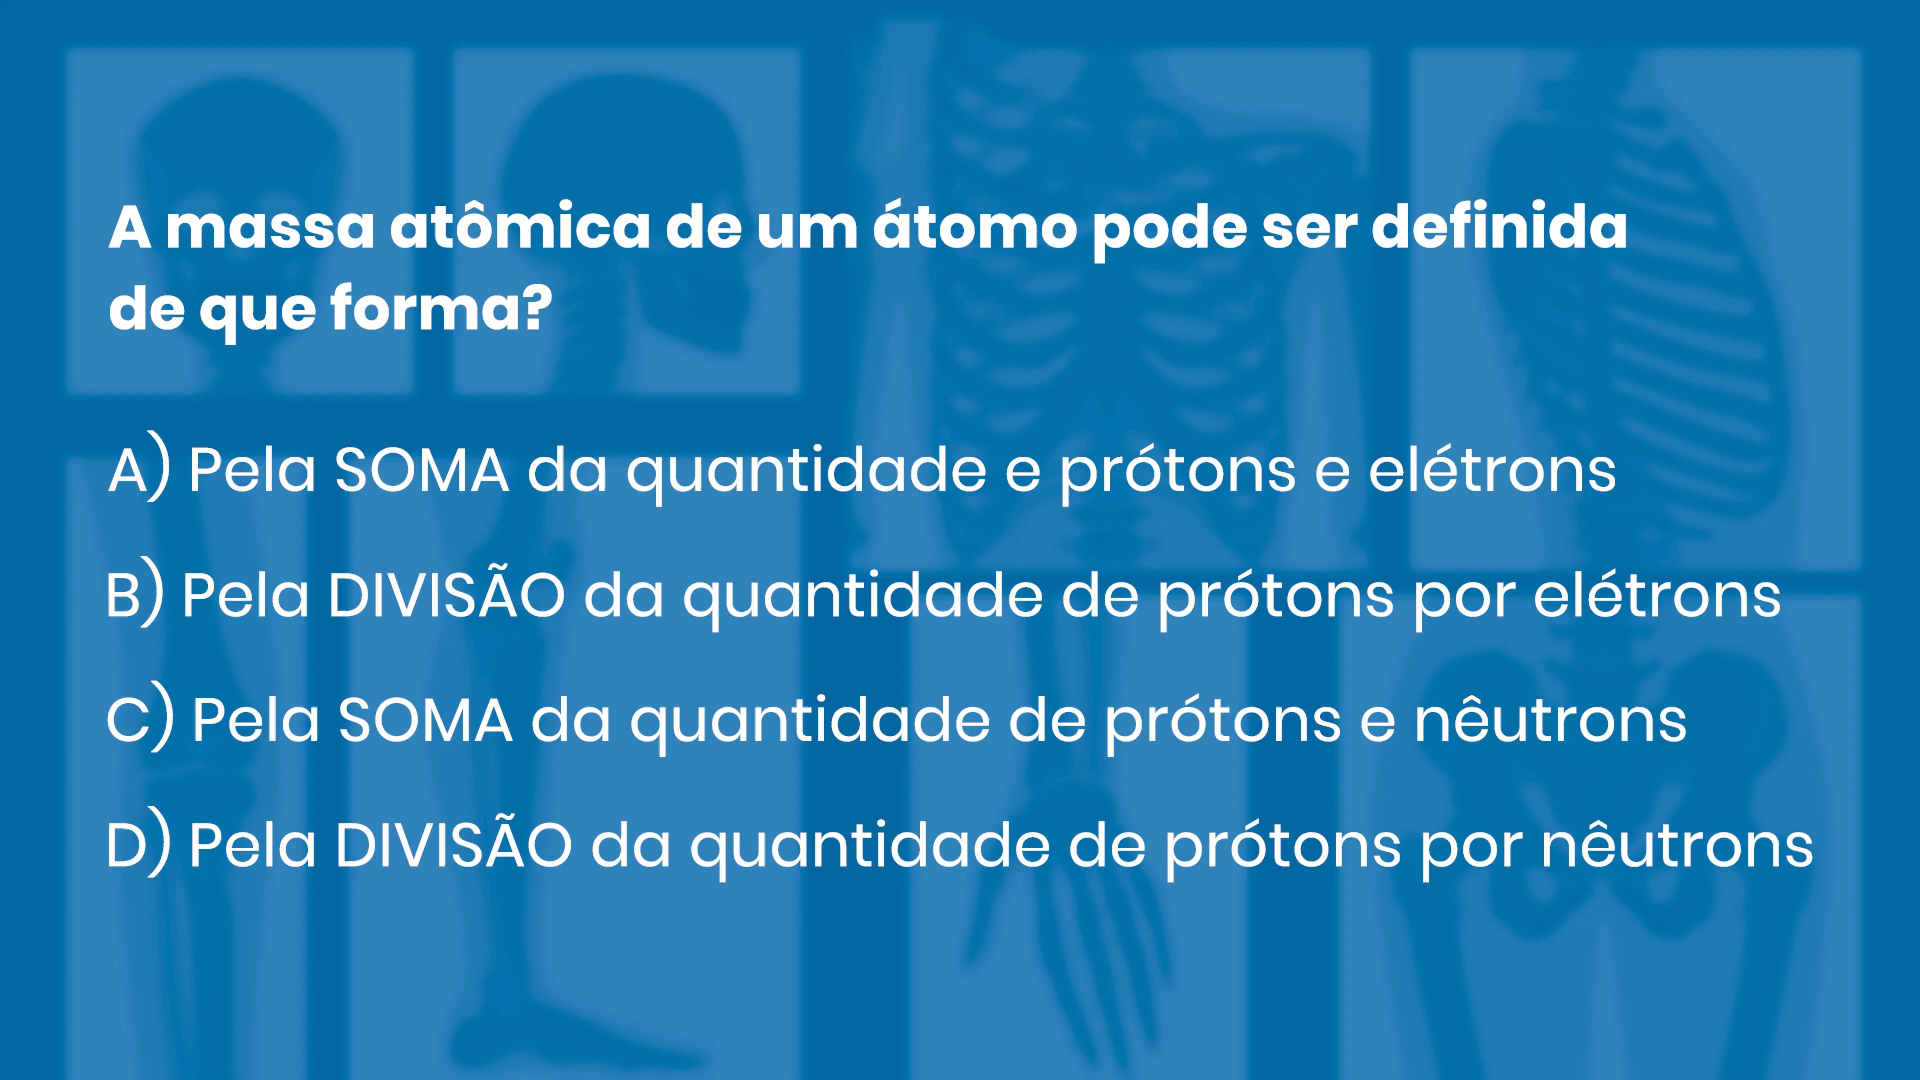 A massa atômica de um átomo pode ser definida
de que forma?
A) Pela SOMA da quantidade e prótons e elétrons
B) Pela DIVISÃO da quantidade de prótons por elétrons
C) Pela SOMA da quantidade de prótons e nêutrons
D) Pela DIVISÃO da quantidade de prótons por nêutrons